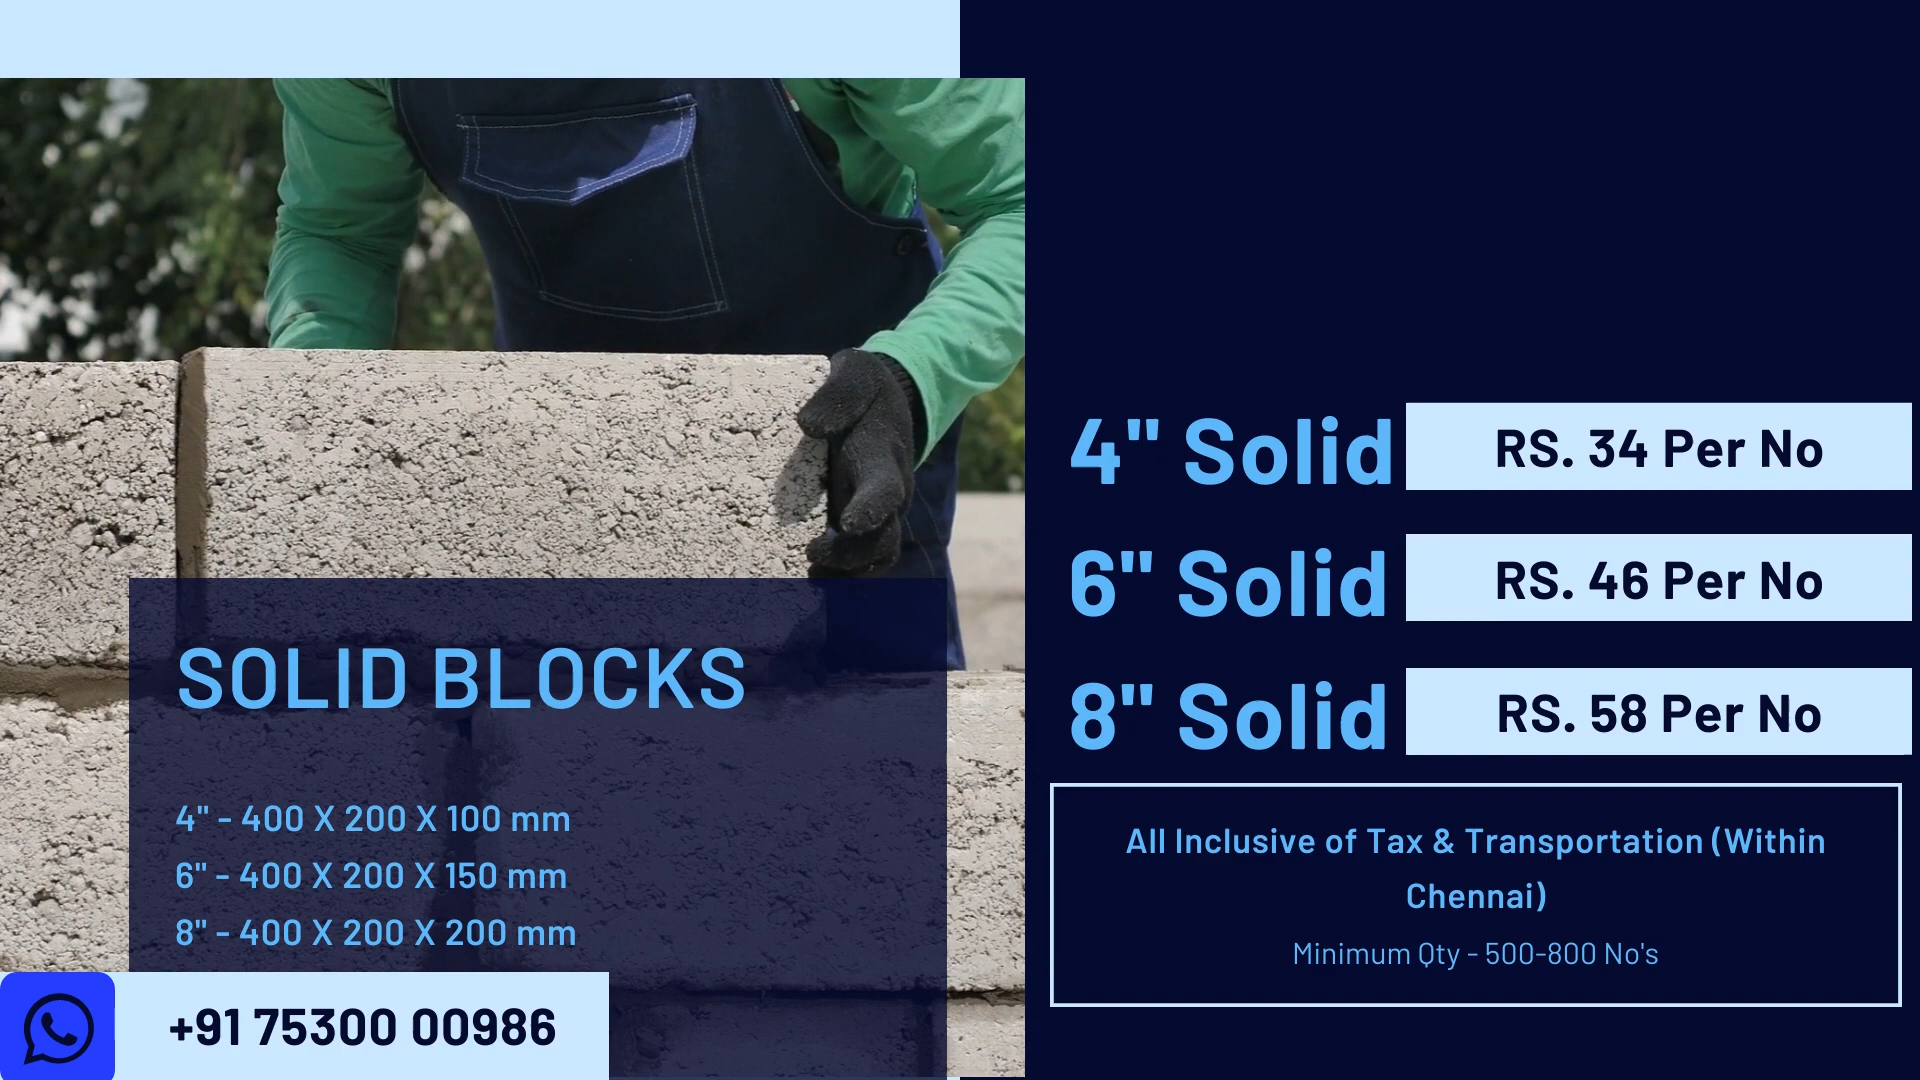 SOLID BLOCKS
4" - 400 X 200 X 100 mm
6" - 400 X 200 X 150 mm
8" - 400 X 200 X 200 mm
+91 75300 00986
4" Solid RS. 34 Per No
6" Solid RS. 46 Per No
8" Solid RS. 58 Per No
All Inclusive of Tax & Transportation (Within
Chennai)
Minimum Qty - 500-800 No's